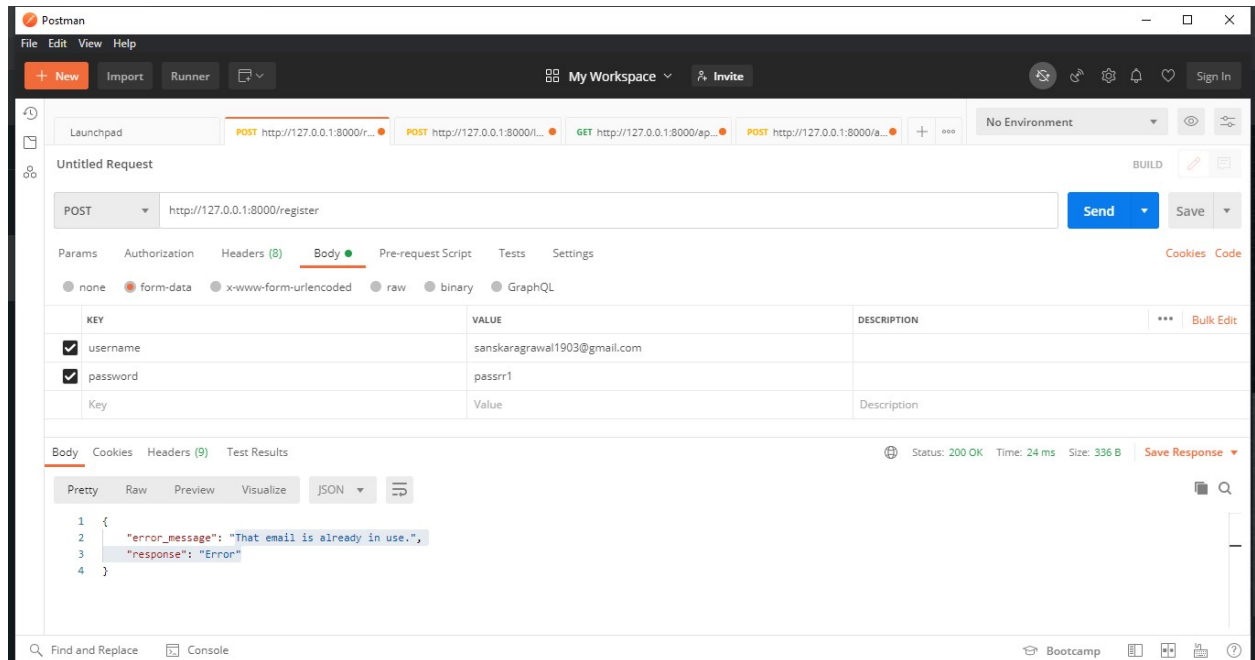 Postman
File Edit View Help
+ New Import Runner My Workspace Invite Sign In
Launchpad POST http://127.0.0.1:8000/r... POST http://127.0.0.1:8000/l... GET http://127.0.0.1:8000/ap... POST http://127.0.0.1:8000/a... + ooo No Environment
Untitled Request BUILD
POST http://127.0.0.1:8000/register Send Save
Params Authorization Headers (8) Body Pre-request Script Tests Settings Cookies Code
none form-data x-www-form-urlencoded raw binary GraphQL
KEY VALUE DESCRIPTION ••• Bulk Edit
username sanskaragrawal1903@gmail.com
password passrr1
Key Value Description
Body Cookies Headers (9) Test Results Status: 200 OK Time: 24 ms Size: 336 B Save Response
Pretty Raw Preview Visualize JSON
1 {
2 "error_message": "That email is already in use.",
3 "response": "Error"
4 }
Find and Replace Console Bootcamp